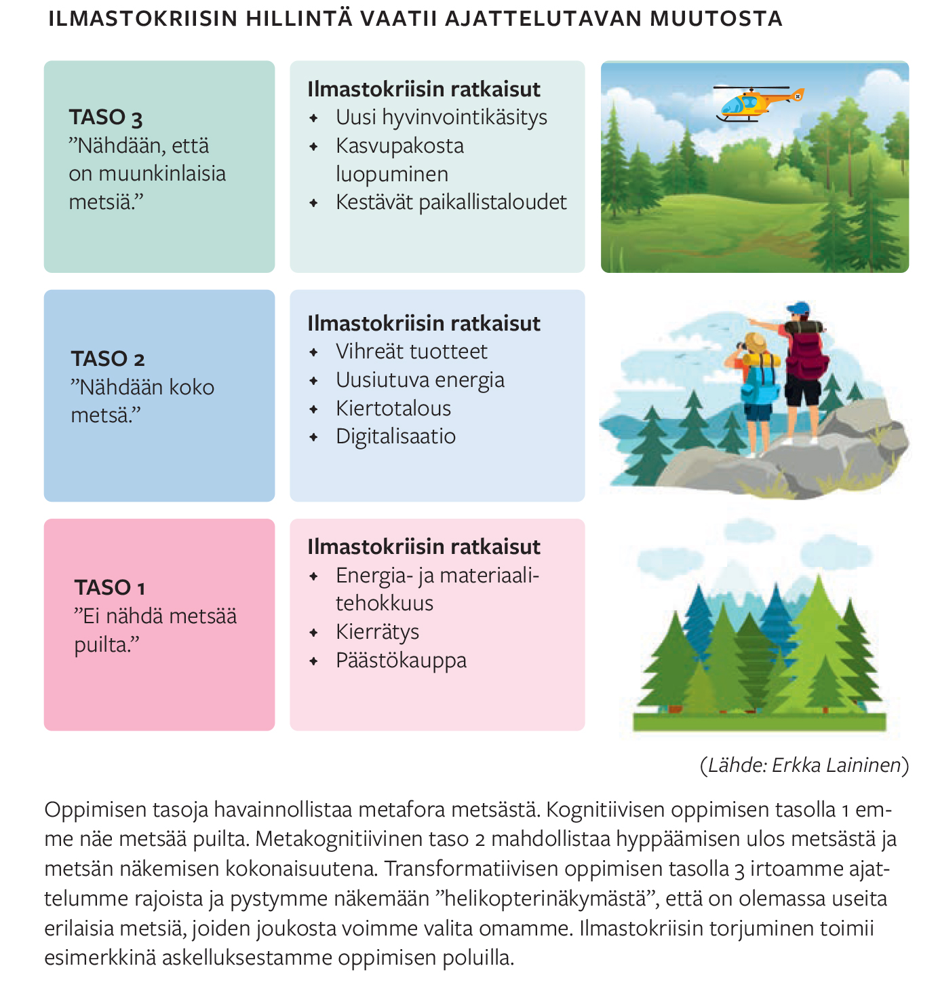 ILMASTOKRIISIN HILLINTÄ VAATII AJATTELUTAVAN MUUTOSTA
TASO 3
”Nähdään, että
on muunkinlaisia
metsiä.”
Ilmastokriisin ratkaisut
Uusi hyvinvointikäsitys
Kasvupakosta
luopuminen
Kestävät paikallistaloudet
TASO 2
”Nähdään koko
metsä.”
Ilmastokriisin ratkaisut
Vihreät tuotteet
Uusiutuva energia
Kiertotalous
Digitalisaatio
TASO 1
”Ei nähdä metsää
puilta.”
Ilmastokriisin ratkaisut
Energia- ja materiaali-
tehokkuus
Kierrätys
Päästökauppa
(Lähde: Erkka Laininen)
Oppimisen tasoja havainnollistaa metafora metsästä. Kognitiivisen oppimisen tasolla 1 em-
me näe metsää puilta. Metakognitiivinen taso 2 mahdollistaa hyppäämisen ulos metsästä ja
metsän näkemisen kokonaisuutena. Transformatiivisen oppimisen tasolla 3 irtoamme ajat-
telumme rajoista ja pystymme näkemään ”helikopterinäkymästä”, että on olemassa useita
erilaisia metsiä, joiden joukosta voimme valita omamme. Ilmastokriisin torjuminen toimii
esimerkkinä askelluksestamme oppimisen poluilla.